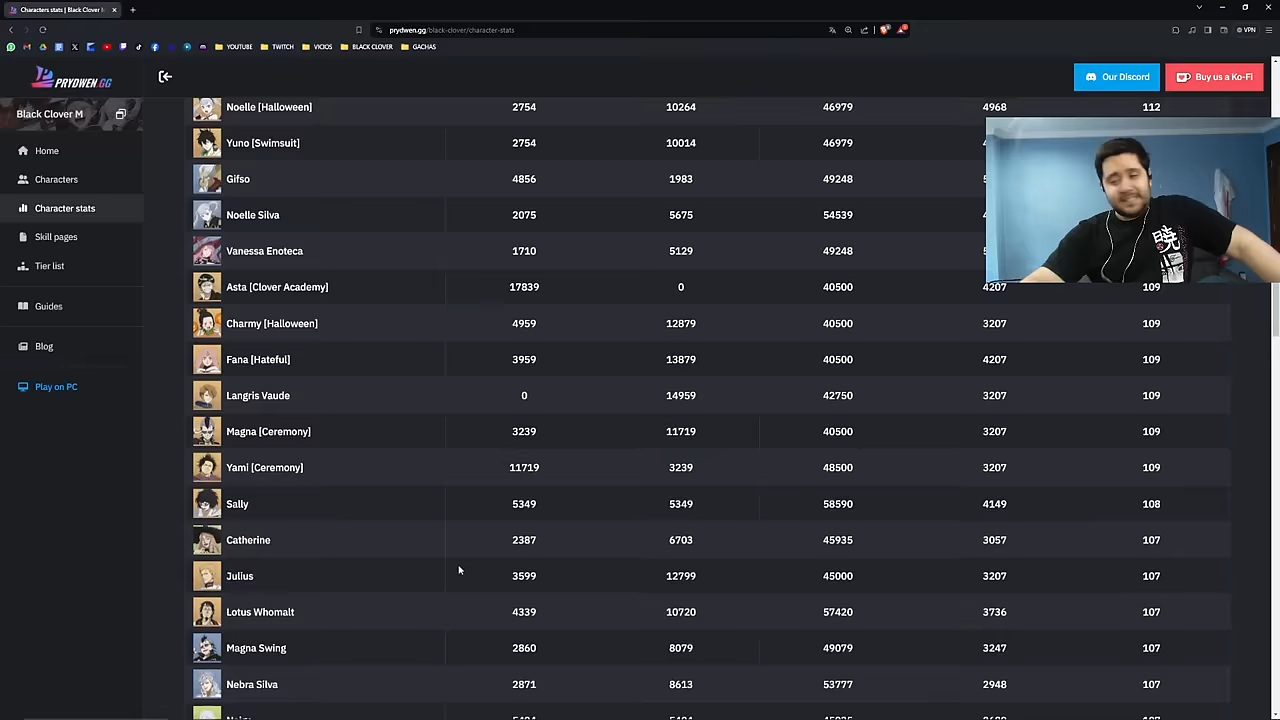 Characters stats | Black Clover M
prydwen.gg/black-clover/character-stats
VPN
YOUTUBE TWITCH VICIOS BLACK CLOVER GACHAS
PRYDWEN.GG
Our Discord
Buy us a Ko-Fi
Black Clover M
Home
Characters
Character stats
Skill pages
Tier list
Guides
Blog
Play on PC
Noelle [Halloween] 2754 10264 46979 4968 112
Yuno [Swimsuit] 2754 10014 46979
Gifso 4856 1983 49248
Noelle Silva 2075 5675 54539
Vanessa Enoteca 1710 5129 49248
Asta [Clover Academy] 17839 0 40500 4207 109
Charmy [Halloween] 4959 12879 40500 3207 109
Fana [Hateful] 3959 13879 40500 4207 109
Langris Vaude 0 14959 42750 3207 109
Magna [Ceremony] 3239 11719 40500 3207 109
Yami [Ceremony] 11719 3239 48500 3207 109
Sally 5349 5349 58590 4149 108
Catherine 2387 6703 45935 3057 107
Julius 3599 12799 45000 3207 107
Lotus Whomalt 4339 10720 57420 3736 107
Magna Swing 2860 8079 49079 3247 107
Nebra Silva 2871 8613 53777 2948 107